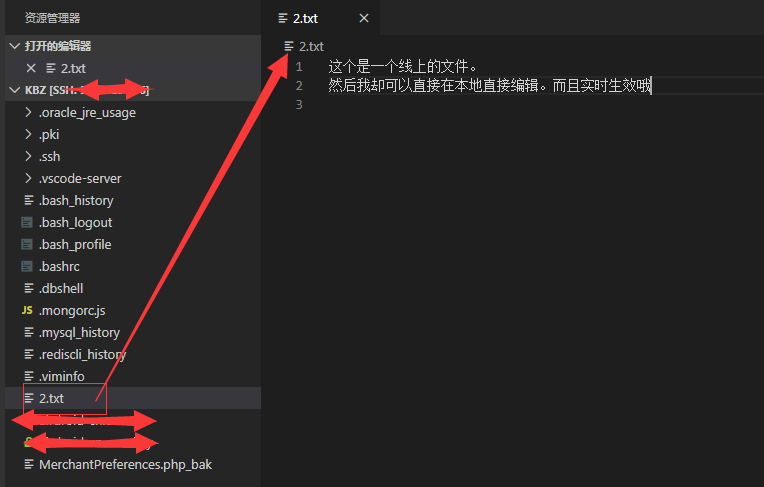 资源管理器
打开的编辑器
2.txt
KBZ [SSH:
.oracle_jre_usage
.pki
.ssh
.vscode-server
.bash_history
.bash_logout
.bash_profile
.bashrc
.dbshell
JS .mongorc.js
.mysql_history
.rediscli_history
.viminfo
2.txt
MerchantPreferences.php_bak
2.txt
2.txt
1 这个是一个线上的文件。
2 然后我却可以直接在本地直接编辑。而且实时生效哦
3